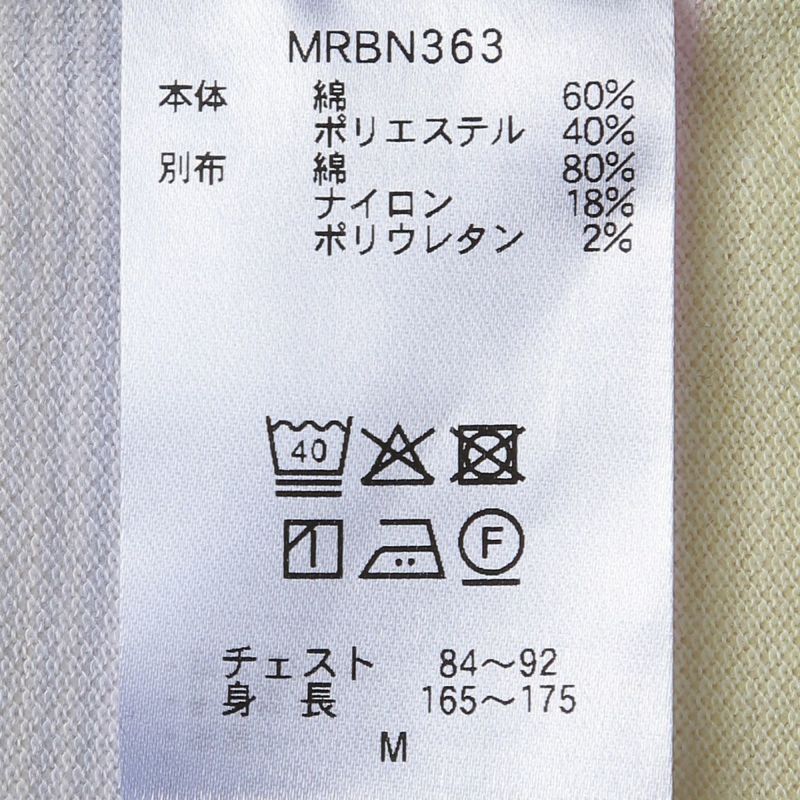 MRBN363
本体 綿 60%
ポリエステル 40%
別布 綿 80%
ナイロン 18%
ポリウレタン 2%
40
F
チェスト 84～92
身長 165～175
M